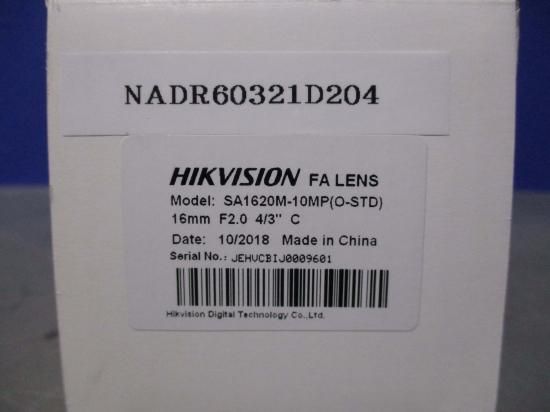 NADR60321D204
HIKVISION FA LENS
Model: SA1620M-10MP(O-STD)
16mm F2.0 4/3" C
Date: 10/2018 Made in China
Serial No.: JEHVCBIJ0009601
Hikvision Digital Technology Co.,Ltd.